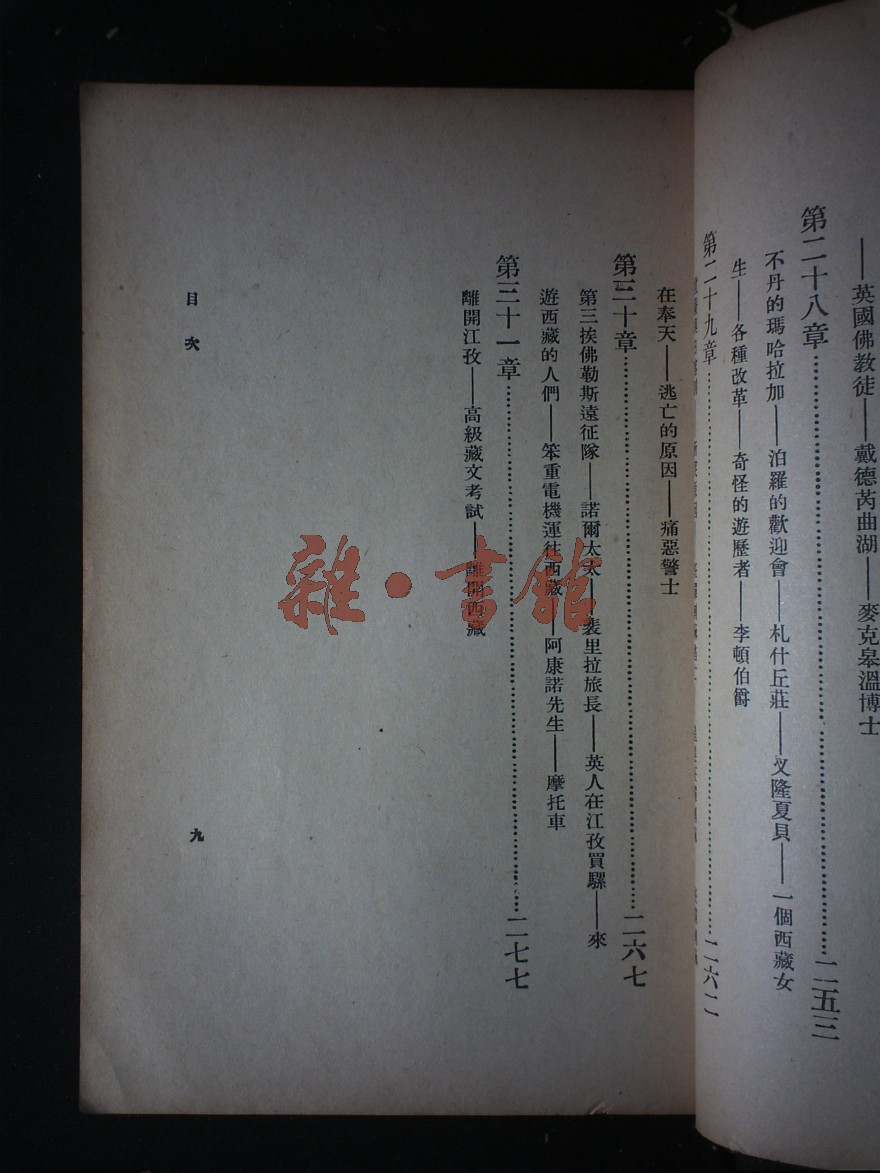 ——英國佛教徒——戴德芮曲湖——麥克皋溫博士
第二十八章……二五三
不丹的瑪哈拉加——泊羅的歡迎會——札什丘莊——叉隆夏貝——一個西藏女
生——各種改革——奇怪的遊歷者——李頓伯爵
第二十九章……二六二
在奉天——逃亡的原因——痛惡警士
第三十章……二六七
第三挨佛勒斯遠征隊——諾爾太太——裴里拉旅長——英人在江孜買騾——來
遊西藏的人們——笨重電機運往西藏——阿康諾先生——摩托車
第三十一章……二七七
離開江孜——高級藏文考試——離開西藏
目次
九
雜·書館